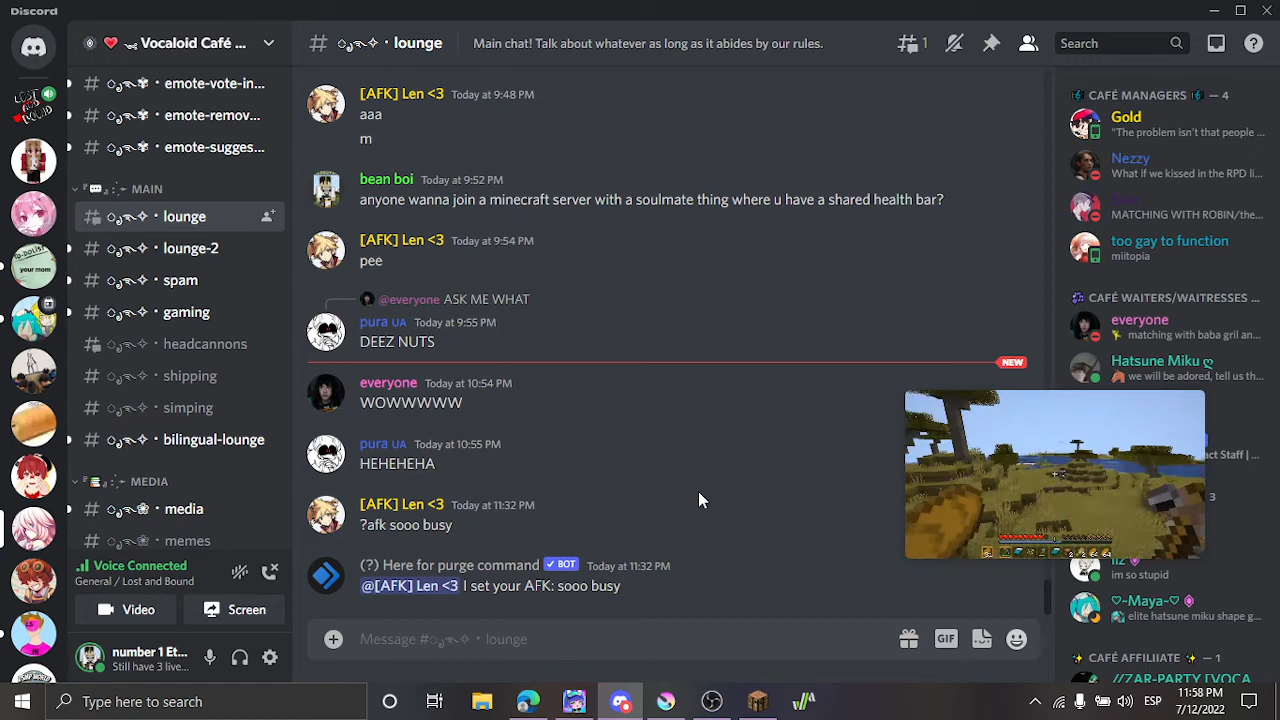 Discord
Vocaloid Café ...
lounge
Main chat! Talk about whatever as long as it abides by our rules.
1
Search
emote-vote-in...
emote-remov...
emote-sugges...
MAIN
lounge
lounge-2
spam
gaming
headcannons
shipping
simping
bilingual-lounge
MEDIA
media
memes
Voice Connected
General / Lost and Bound
Video
Screen
number 1 Et...
Still have 3 live...
LOST AND BOUND
TO-DO LIST
your mom
[AFK] Len <3 Today at 9:48 PM
aaa
m
bean boi Today at 9:52 PM
anyone wanna join a minecraft server with a soulmate thing where u have a shared health bar?
[AFK] Len <3 Today at 9:54 PM
pee
@everyone ASK ME WHAT
pura UA Today at 9:55 PM
DEEZ NUTS
NEW
everyone Today at 10:54 PM
WOWWWWW
pura UA Today at 10:55 PM
HEHEHEHA
[AFK] Len <3 Today at 11:32 PM
?afk sooo busy
(?) Here for purge command ✓ BOT Today at 11:32 PM
@[AFK] Len <3 I set your AFK: sooo busy
Message #ೃ࿐✧・lounge
GIF
CAFÉ MANAGERS — 4
Gold
"The problem isn't that people ...
Nezzy
What if we kissed in the RPD li...
MATCHING WITH ROBIN/the...
too gay to function
miitopia
CAFÉ WAITERS/WAITRESSES ...
everyone
matching with baba gril an...
Hatsune Miku ღ
we will be adored, tell us th...
act Staff | ...
3
im so stupid
♡~Maya~♡
hatsune miku shape g...
CAFÉ AFFILIIATE — 1
//ZAR-PARTY [VOCA
Type here to search
ESP
11:58 PM
7/12/2022